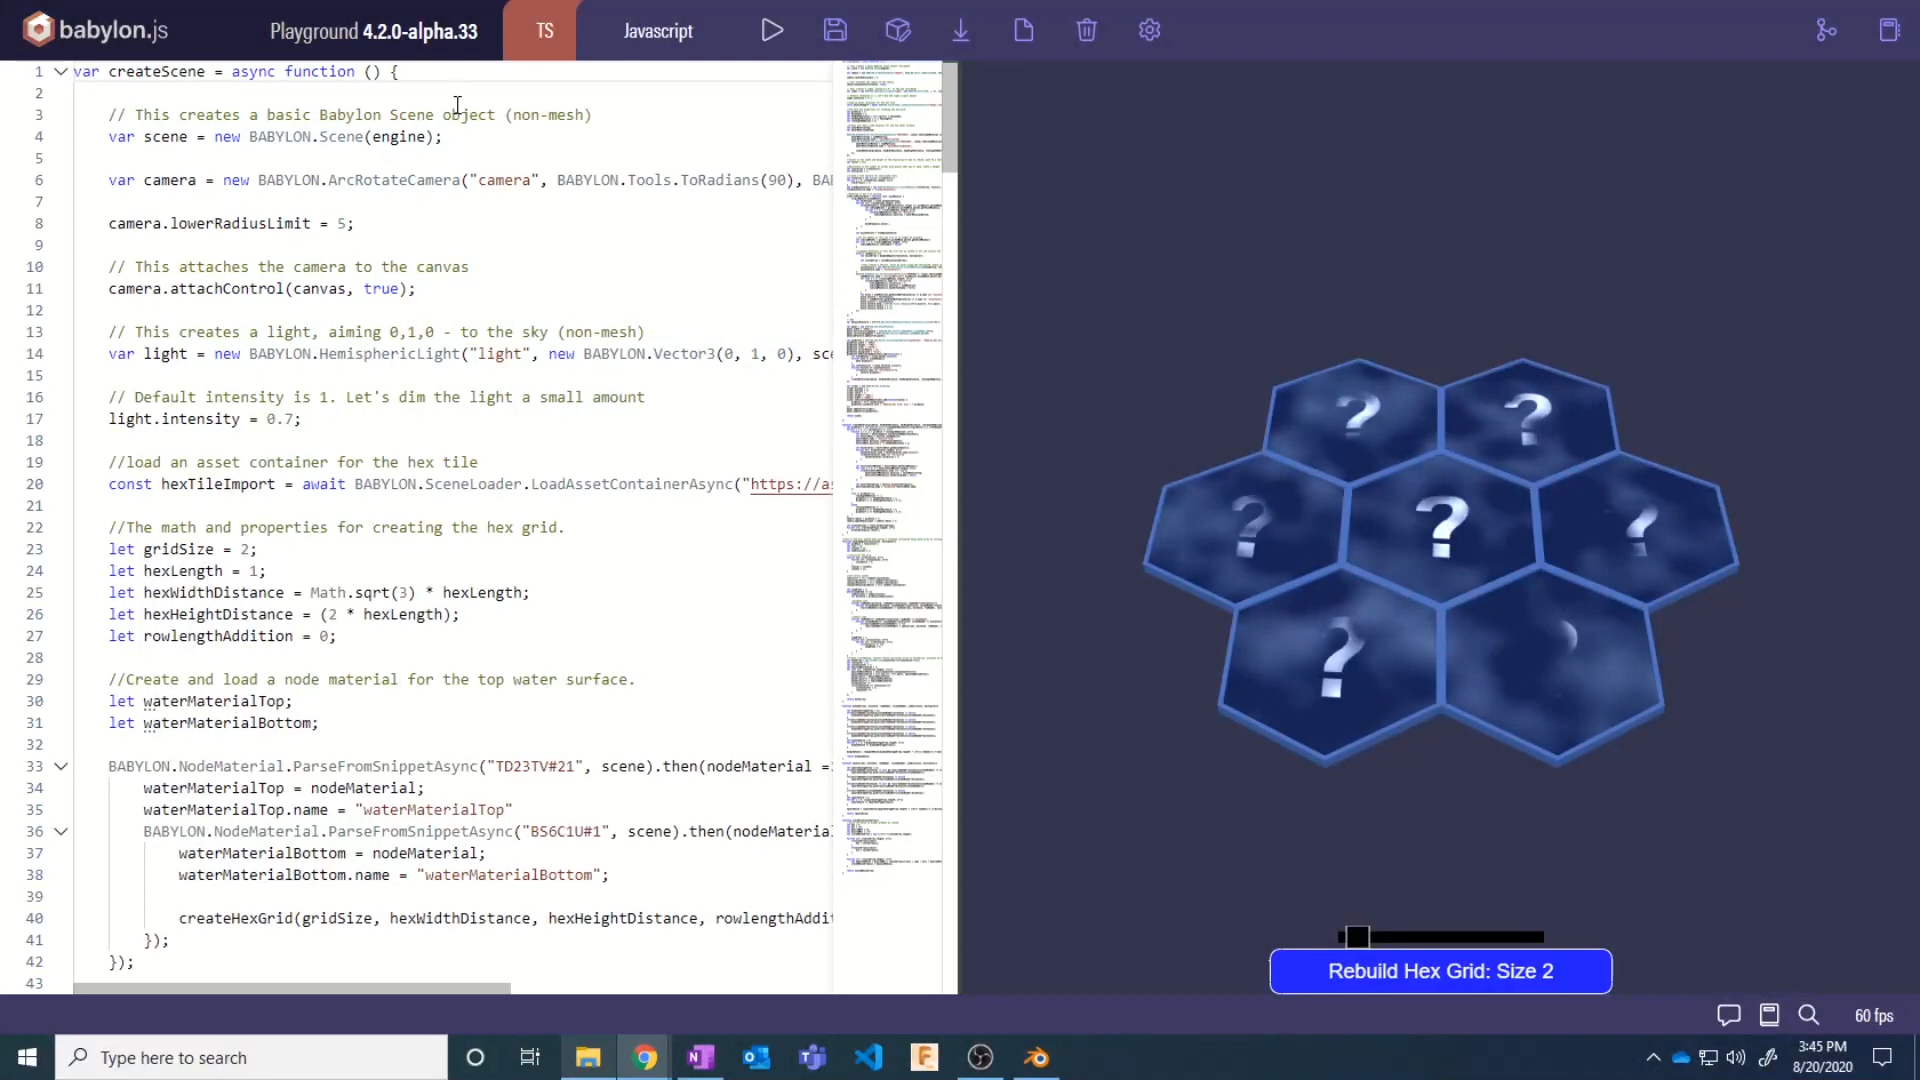 babylon.js
Playground 4.2.0-alpha.33
TS
Javascript
1 var createScene = async function () {
2
3 // This creates a basic Babylon Scene object (non-mesh)
4 var scene = new BABYLON.Scene(engine);
5
6 var camera = new BABYLON.ArcRotateCamera("camera", BABYLON.Tools.ToRadians(90), BA
7
8 camera.lowerRadiusLimit = 5;
9
10 // This attaches the camera to the canvas
11 camera.attachControl(canvas, true);
12
13 // This creates a light, aiming 0,1,0 - to the sky (non-mesh)
14 var light = new BABYLON.HemisphericLight("light", new BABYLON.Vector3(0, 1, 0), sce
15
16 // Default intensity is 1. Let's dim the light a small amount
17 light.intensity = 0.7;
18
19 //load an asset container for the hex tile
20 const hexTileImport = await BABYLON.SceneLoader.LoadAssetContainerAsync("https://as
21
22 //The math and properties for creating the hex grid.
23 let gridSize = 2;
24 let hexLength = 1;
25 let hexWidthDistance = Math.sqrt(3) * hexLength;
26 let hexHeightDistance = (2 * hexLength);
27 let rowlengthAddition = 0;
28
29 //Create and load a node material for the top water surface.
30 let waterMaterialTop;
31 let waterMaterialBottom;
32
33 BABYLON.NodeMaterial.ParseFromSnippetAsync("TD23TV#21", scene).then(nodeMaterial =
34 waterMaterialTop = nodeMaterial;
35 waterMaterialTop.name = "waterMaterialTop"
36 BABYLON.NodeMaterial.ParseFromSnippetAsync("BS6C1U#1", scene).then(nodeMateria
37 waterMaterialBottom = nodeMaterial;
38 waterMaterialBottom.name = "waterMaterialBottom";
39
40 createHexGrid(gridSize, hexWidthDistance, hexHeightDistance, rowlengthAddit
41 });
42 });
43
? ?
? ? ?
?
Rebuild Hex Grid: Size 2
60 fps
Type here to search
3:45 PM
8/20/2020